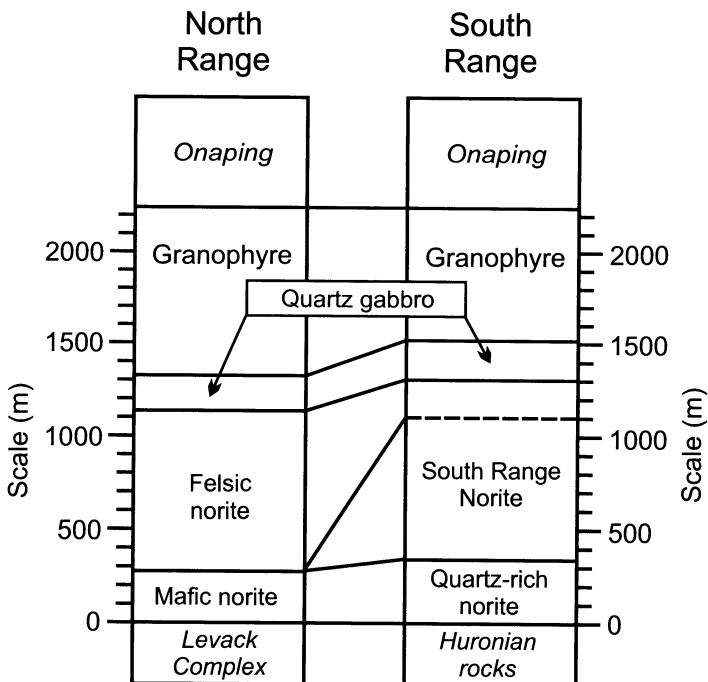 North
Range
South
Range
Onaping
Onaping
2000
Granophyre
Granophyre
2000
Quartz gabbro
1500
1500
Scale (m)
Scale (m)
1000
1000
Felsic
norite
South Range
Norite
500
500
Mafic norite
Quartz-rich
norite
0
0
Levack
Complex
Huronian
rocks